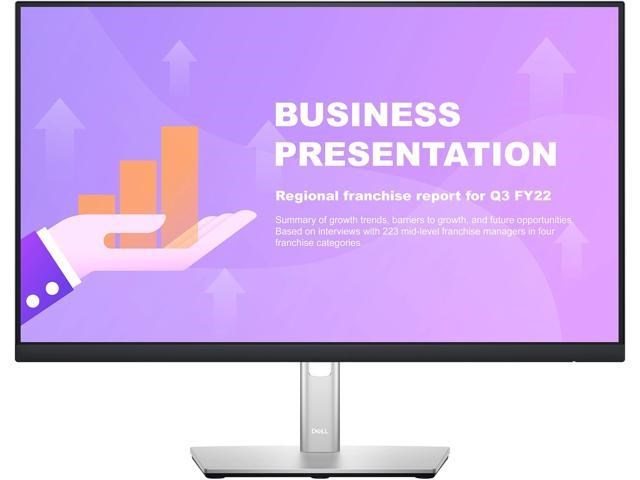 BUSINESS
PRESENTATION
Regional franchise report for Q3 FY22
Summary of growth trends, barriers to growth, and future opportunities.
Based on interviews with 223 mid-level franchise managers in four
franchise categories
DELL